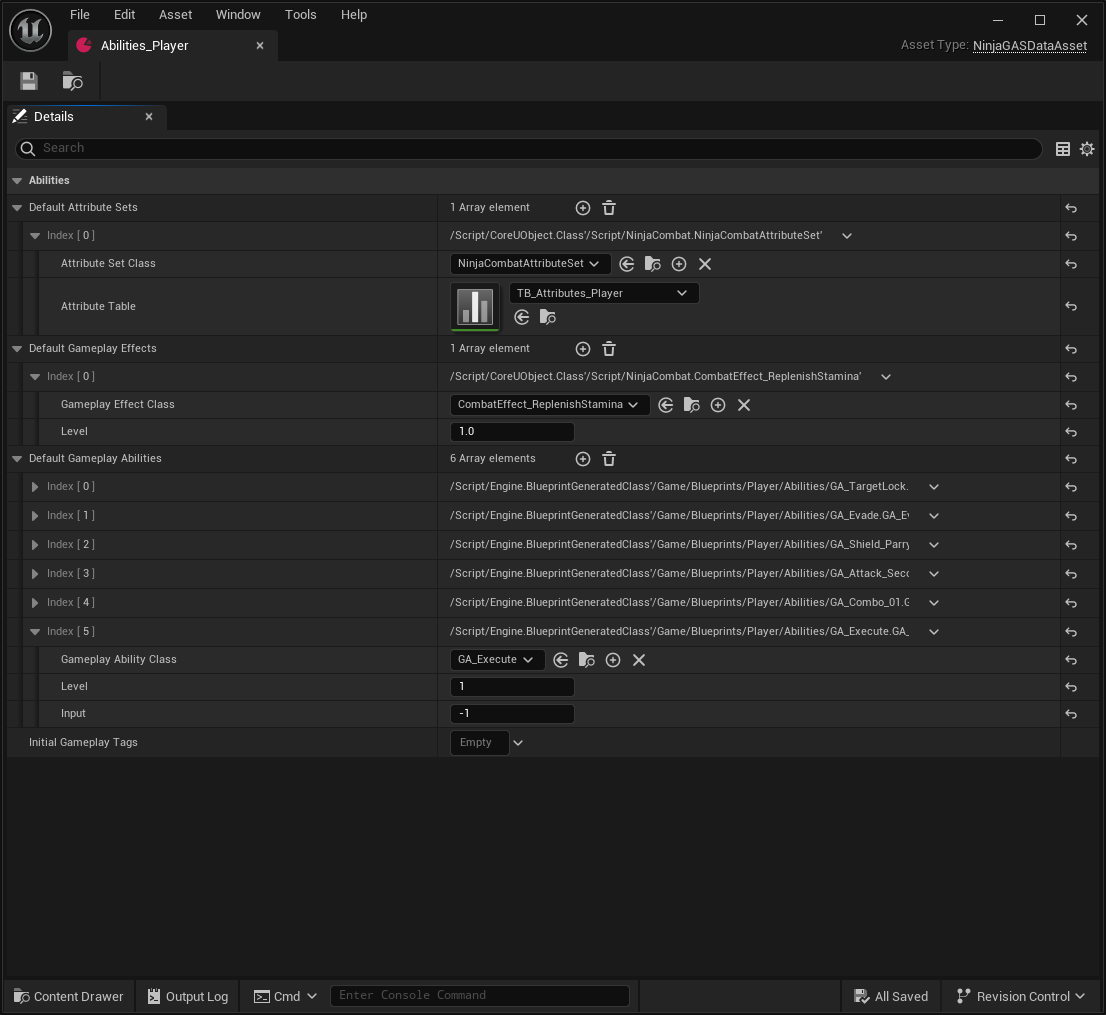 File Edit Asset Window Tools Help
Abilities_Player
Asset Type: NinjaGASDataAsset
Details
Search
Abilities
Default Attribute Sets 1 Array element
Index [ 0 ] /Script/CoreUObject.Class'/Script/NinjaCombat.NinjaCombatAttributeSet'
Attribute Set Class NinjaCombatAttributeSet
Attribute Table TB_Attributes_Player
Default Gameplay Effects 1 Array element
Index [ 0 ] /Script/CoreUObject.Class'/Script/NinjaCombat.CombatEffect_ReplenishStamina'
Gameplay Effect Class CombatEffect_ReplenishStamina
Level 1.0
Default Gameplay Abilities 6 Array elements
Index [ 0 ] /Script/Engine.BlueprintGeneratedClass'/Game/Blueprints/Player/Abilities/GA_TargetLock.
Index [ 1 ] /Script/Engine.BlueprintGeneratedClass'/Game/Blueprints/Player/Abilities/GA_Evade.GA_Ev
Index [ 2 ] /Script/Engine.BlueprintGeneratedClass'/Game/Blueprints/Player/Abilities/GA_Shield_Parry
Index [ 3 ] /Script/Engine.BlueprintGeneratedClass'/Game/Blueprints/Player/Abilities/GA_Attack_Seco
Index [ 4 ] /Script/Engine.BlueprintGeneratedClass'/Game/Blueprints/Player/Abilities/GA_Combo_01.G
Index [ 5 ] /Script/Engine.BlueprintGeneratedClass'/Game/Blueprints/Player/Abilities/GA_Execute.GA_
Gameplay Ability Class GA_Execute
Level 1
Input -1
Initial Gameplay Tags Empty
Content Drawer Output Log Cmd Enter Console Command All Saved Revision Control